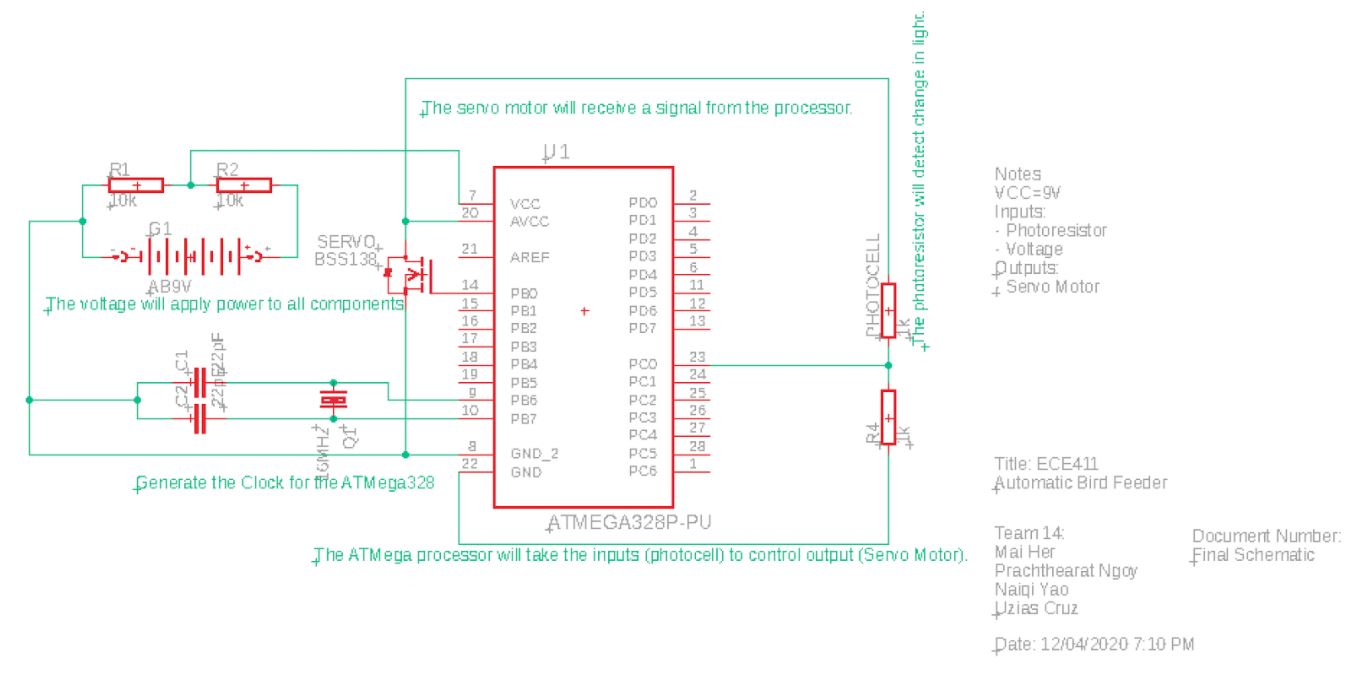 The photoresistor will detect change in light.
The servo motor will receive a signal from the processor.
U1
R1
10k
R2
10k
G1
AB9V
The voltage will apply power to all components
SERVO
BSS138
7
20
21
14
15
16
17
18
19
9
10
8
22
VCC
AVCC
AREF
PB0
PB1
PB2
PB3
PB4
PB5
PB6
PB7
GND_2
GND
PD0
PD1
PD2
PD3
PD4
PD5
PD6
PD7
PC0
PC1
PC2
PC3
PC4
PC5
PC6
2
3
4
5
6
11
12
13
23
24
25
26
27
28
1
ATMEGA328P-PU
PHOTOCELL
1k
R4
1k
C1
22pF
C2
22pF
16MHZ
Q1
Generate the Clock for the ATMega328
The ATMega processor will take the inputs (photocell) to control output (Servo Motor).
Notes
VCC=9V
Inputs:
- Photoresistor
- Voltage
Outputs:
- Servo Motor
Title: ECE411
Automatic Bird Feeder
Team 14:
Mai Her
Prachthearat Ngoy
Naiqi Yao
Uzias Cruz
Document Number:
Final Schematic
Date: 12/04/2020 7:10 PM